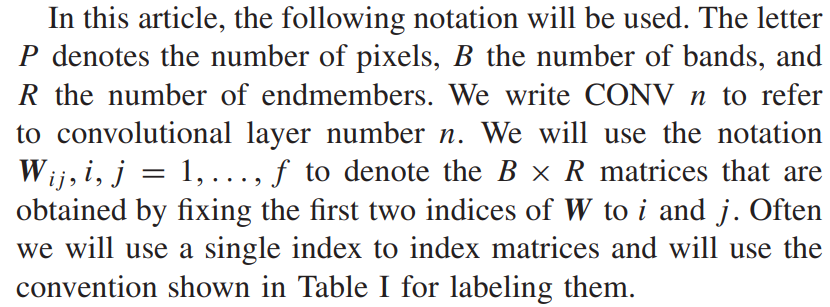 In this article, the following notation will be used. The letter
P denotes the number of pixels, B the number of bands, and
R the number of endmembers. We write CONV n to refer
to convolutional layer number n. We will use the notation
W_{ij}, i, j = 1, . . . , f to denote the B × R matrices that are
obtained by fixing the first two indices of W to i and j. Often
we will use a single index to index matrices and will use the
convention shown in Table I for labeling them.